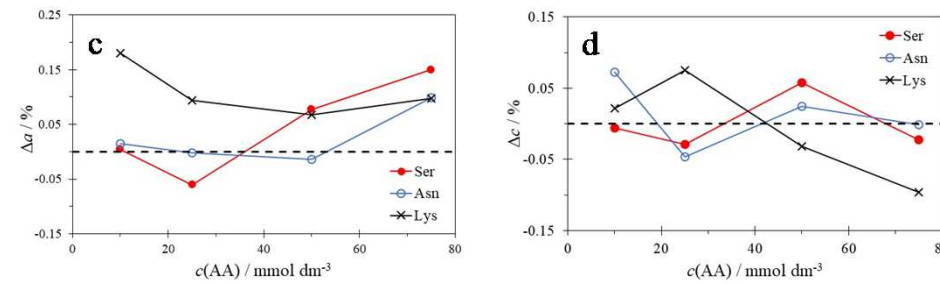 c
0.25
0.15
0.05
-0.05
-0.15
Δa / %
Ser
Asn
Lys
0 20 40 60 80
c(AA) / mmol dm-3
d
0.15
0.05
-0.05
-0.15
Δc / %
Ser
Asn
Lys
0 20 40 60 80
c(AA) / mmol dm-3